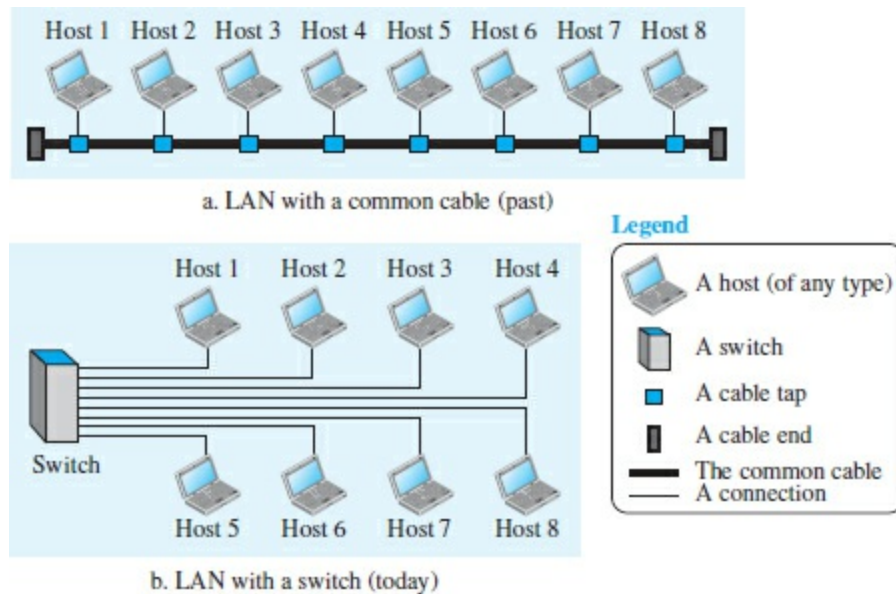 Host 1 Host 2 Host 3 Host 4 Host 5 Host 6 Host 7 Host 8
a. LAN with a common cable (past)
Legend
A host (of any type)
A switch
A cable tap
A cable end
The common cable
A connection
Host 1 Host 2 Host 3 Host 4
Switch
Host 5 Host 6 Host 7 Host 8
b. LAN with a switch (today)